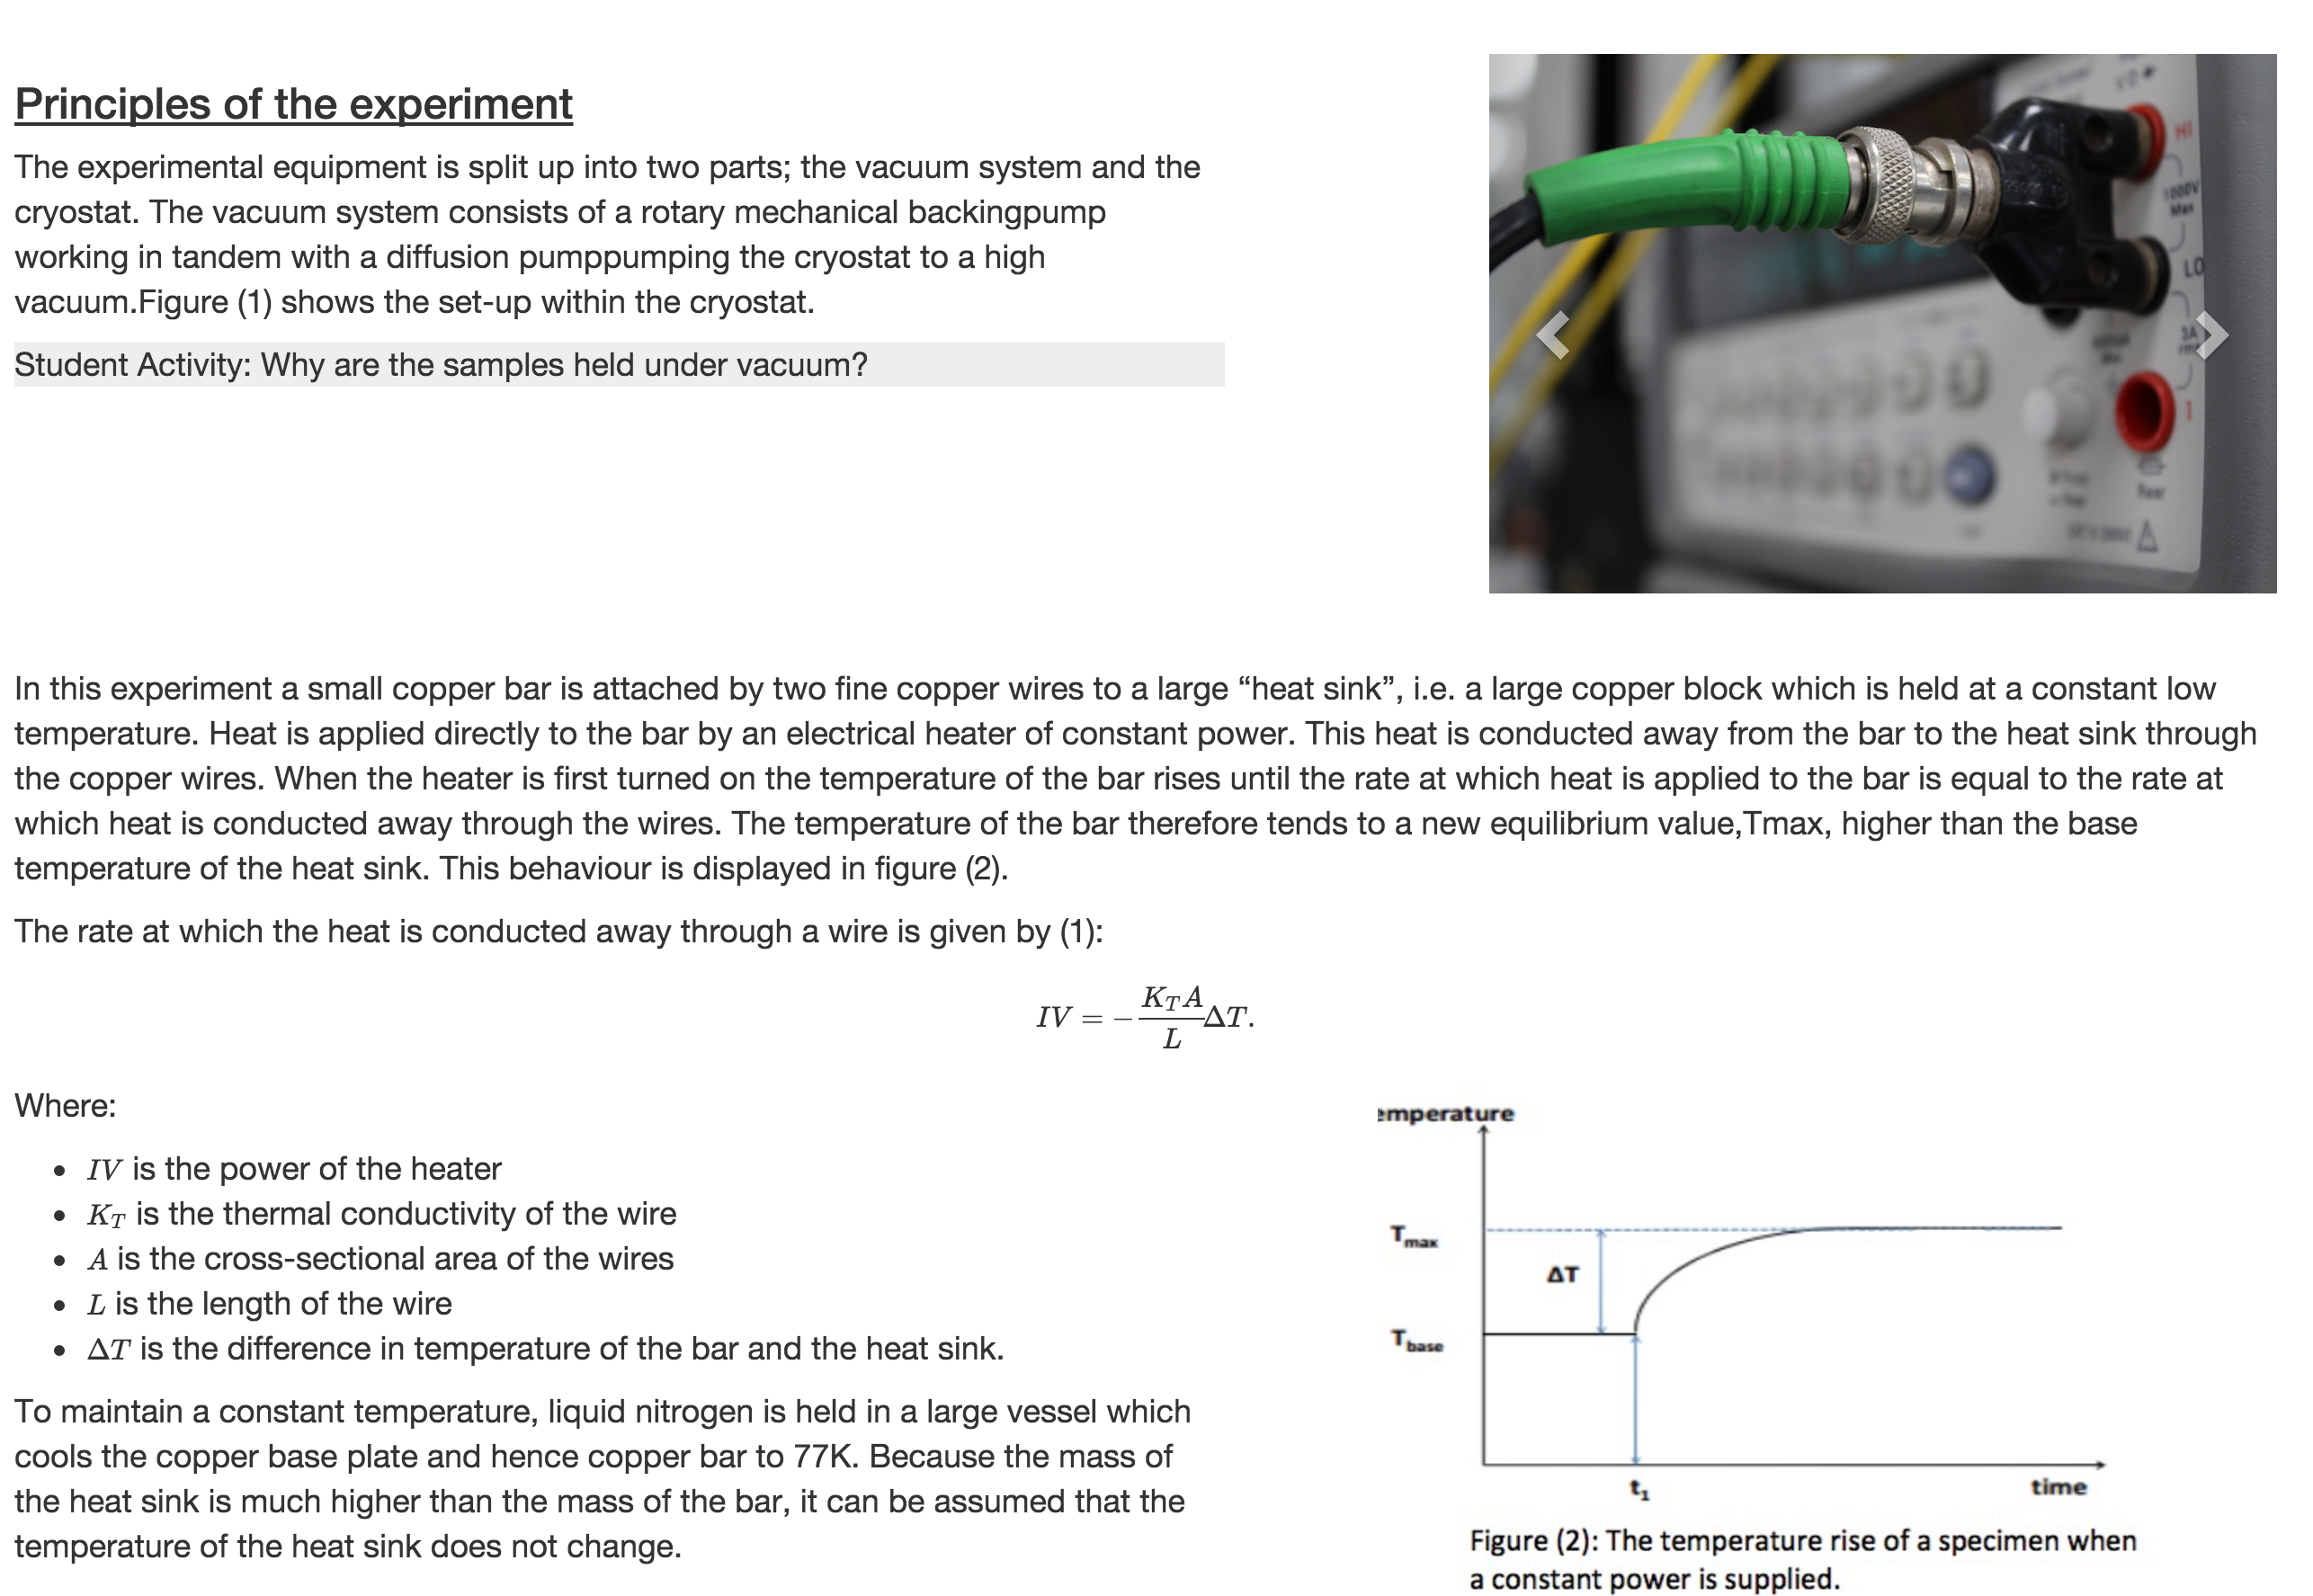 Principles of the experiment
The experimental equipment is split up into two parts; the vacuum system and the
cryostat. The vacuum system consists of a rotary mechanical backingpump
working in tandem with a diffusion pumppumping the cryostat to a high
vacuum.Figure (1) shows the set-up within the cryostat.
Student Activity: Why are the samples held under vacuum?
HI
1000V
Max
LO
3A
I
Rear
In this experiment a small copper bar is attached by two fine copper wires to a large “heat sink”, i.e. a large copper block which is held at a constant low
temperature. Heat is applied directly to the bar by an electrical heater of constant power. This heat is conducted away from the bar to the heat sink through
the copper wires. When the heater is first turned on the temperature of the bar rises until the rate at which heat is applied to the bar is equal to the rate at
which heat is conducted away through the wires. The temperature of the bar therefore tends to a new equilibrium value,Tmax, higher than the base
temperature of the heat sink. This behaviour is displayed in figure (2).
The rate at which the heat is conducted away through a wire is given by (1):
IV = − K_T A / L ΔT.
Where:
• IV is the power of the heater
• K_T is the thermal conductivity of the wire
• A is the cross-sectional area of the wires
• L is the length of the wire
• ΔT is the difference in temperature of the bar and the heat sink.
To maintain a constant temperature, liquid nitrogen is held in a large vessel which
cools the copper base plate and hence copper bar to 77K. Because the mass of
the heat sink is much higher than the mass of the bar, it can be assumed that the
temperature of the heat sink does not change.
emperature
Tmax
ΔT
Tbase
t1
time
Figure (2): The temperature rise of a specimen when
a constant power is supplied.